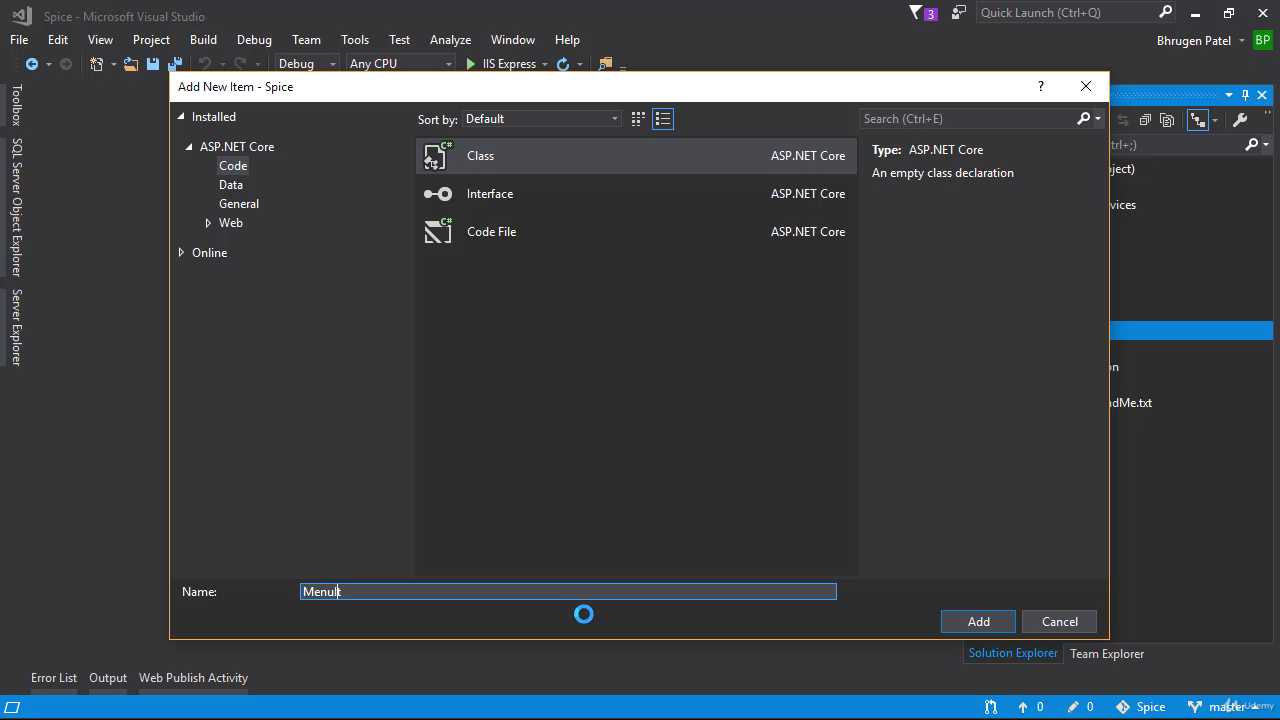 Spice - Microsoft Visual Studio
3
Quick Launch (Ctrl+Q)
File Edit View Project Build Debug Team Tools Test Analyze Window Help
Bhrugen Patel BP
Debug Any CPU IIS Express
Toolbox
SQL Server Object Explorer
Server Explorer
Add New Item - Spice
?
Installed
ASP.NET Core
Code
Data
General
Web
Online
Sort by: Default
Search (Ctrl+E)
C# Class ASP.NET Core
Interface ASP.NET Core
C# Code File ASP.NET Core
Type: ASP.NET Core
An empty class declaration
trl+;)
ject)
vices
on
dMe.txt
Name: MenuIt
Add Cancel
Solution Explorer Team Explorer
Error List Output Web Publish Activity
0 0 Spice master
Udemy